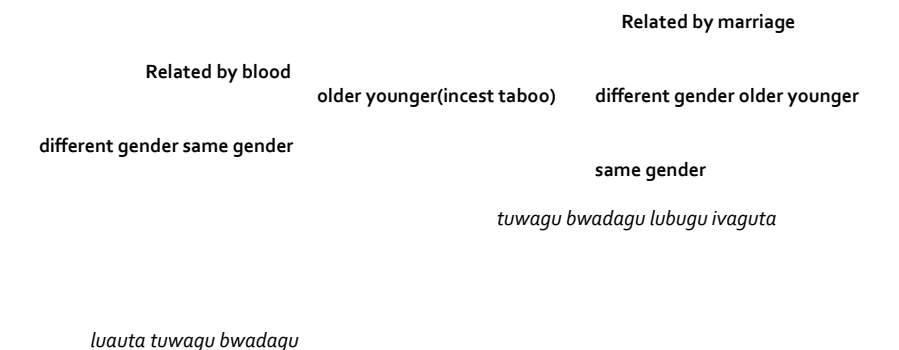 Related by marriage
Related by blood
older younger(incest taboo)
different gender older younger
different gender same gender
same gender
tuwagu bwadagu lubugu ivaguta
luauta tuwagu bwadagu